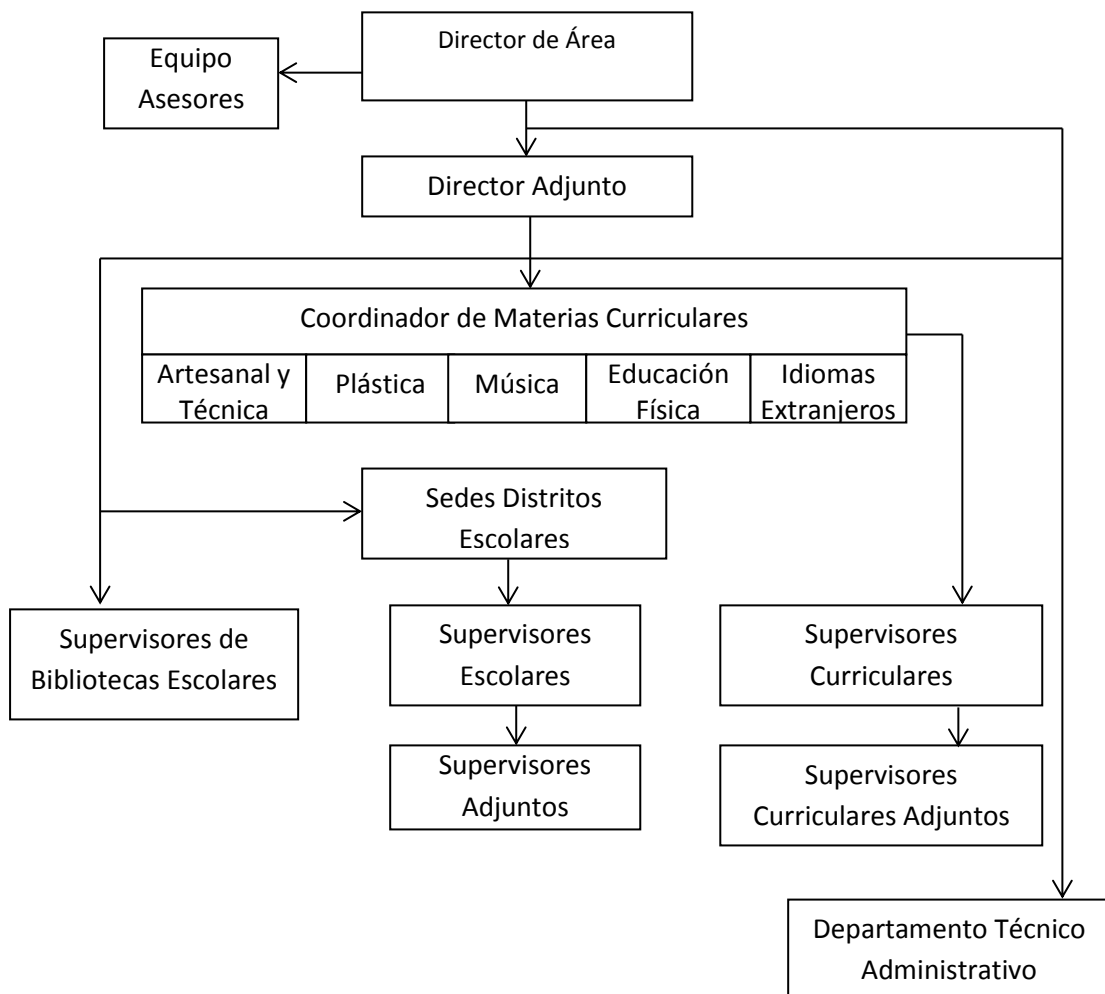 Director de Área
Equipo
Asesores
Director Adjunto
Coordinador de Materias Curriculares
Artesanal y
Técnica
Plástica
Música
Educación
Física
Idiomas
Extranjeros
Sedes Distritos
Escolares
Supervisores de
Bibliotecas Escolares
Supervisores
Escolares
Supervisores
Curriculares
Supervisores
Adjuntos
Supervisores
Curriculares Adjuntos
Departamento Técnico
Administrativo